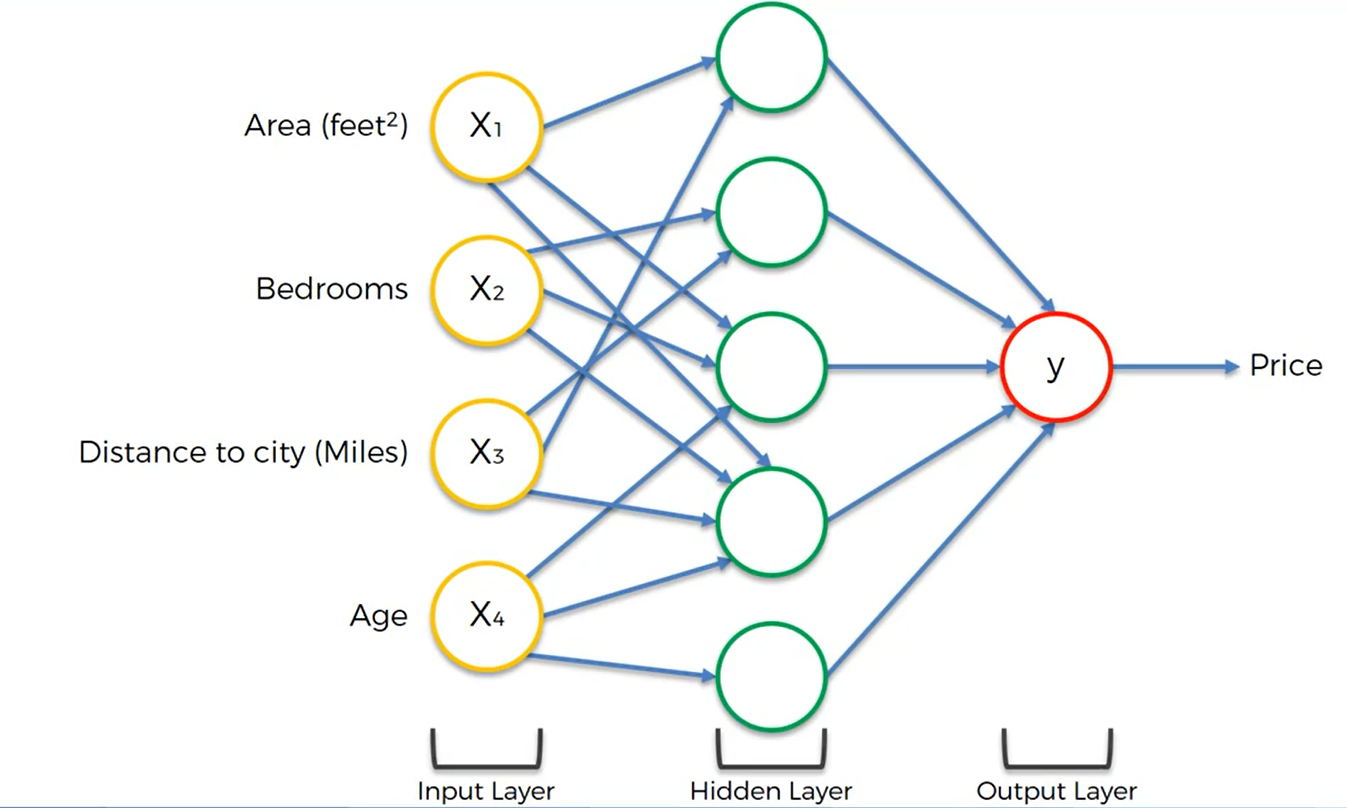 Area (feet²)
X₁
Bedrooms
X₂
Distance to city (Miles)
X₃
Age
X₄
y
Price
Input Layer
Hidden Layer
Output Layer